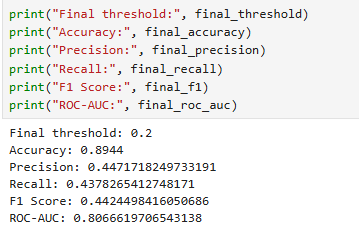 print("Final threshold:", final_threshold)
print("Accuracy:", final_accuracy)
print("Precision:", final_precision)
print("Recall:", final_recall)
print("F1 Score:", final_f1)
print("ROC-AUC:", final_roc_auc)
Final threshold: 0.2
Accuracy: 0.8944
Precision: 0.4471718249733191
Recall: 0.4378265412748171
F1 Score: 0.4424498416050686
ROC-AUC: 0.8066619706543138